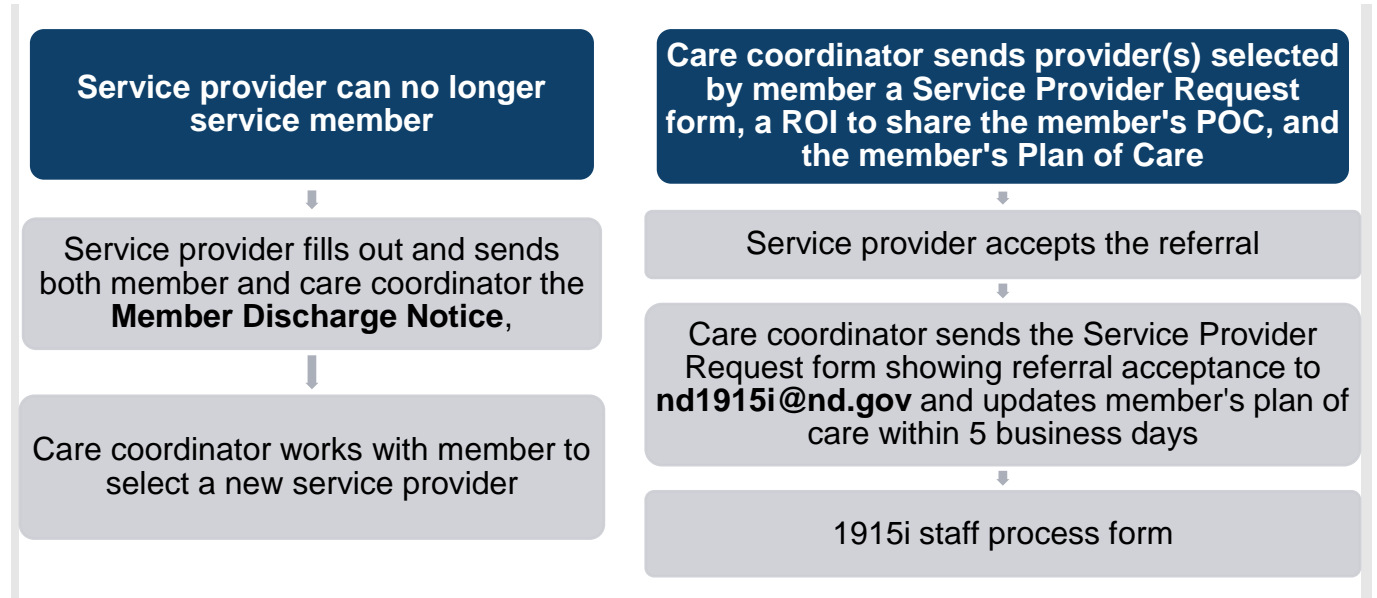 Service provider can no longer
service member
Service provider fills out and sends
both member and care coordinator the
Member Discharge Notice,
Care coordinator works with member to
select a new service provider
Care coordinator sends provider(s) selected
by member a Service Provider Request
form, a ROI to share the member's POC, and
the member's Plan of Care
Service provider accepts the referral
Care coordinator sends the Service Provider
Request form showing referral acceptance to
nd1915i@nd.gov and updates member's plan of
care within 5 business days
1915i staff process form